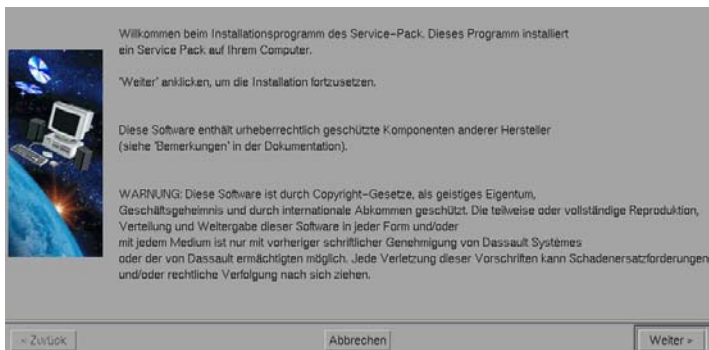 Willkommen beim Installationsprogramm des Service-Pack. Dieses Programm installiert
ein Service Pack auf Ihrem Computer.
'Weiter' anklicken, um die Installation fortzusetzen.
Diese Software enthält urheberrechtlich geschützte Komponenten anderer Hersteller
(siehe 'Bemerkungen' in der Dokumentation).
WARNUNG: Diese Software ist durch Copyright-Gesetze, als geistiges Eigentum,
Geschäftsgeheimnis und durch internationale Abkommen geschützt. Die teilweise oder vollständige Reproduktion,
Verteilung und Weitergabe dieser Software in jeder Form und/oder
mit jedem Medium ist nur mit vorheriger schriftlicher Genehmigung von Dassault Systèmes
oder der von Dassault ermächtigten möglich. Jede Verletzung dieser Vorschriften kann Schadenersatzforderungen
und/oder rechtliche Verfolgung nach sich ziehen.
< Zurück Abbrechen Weiter >